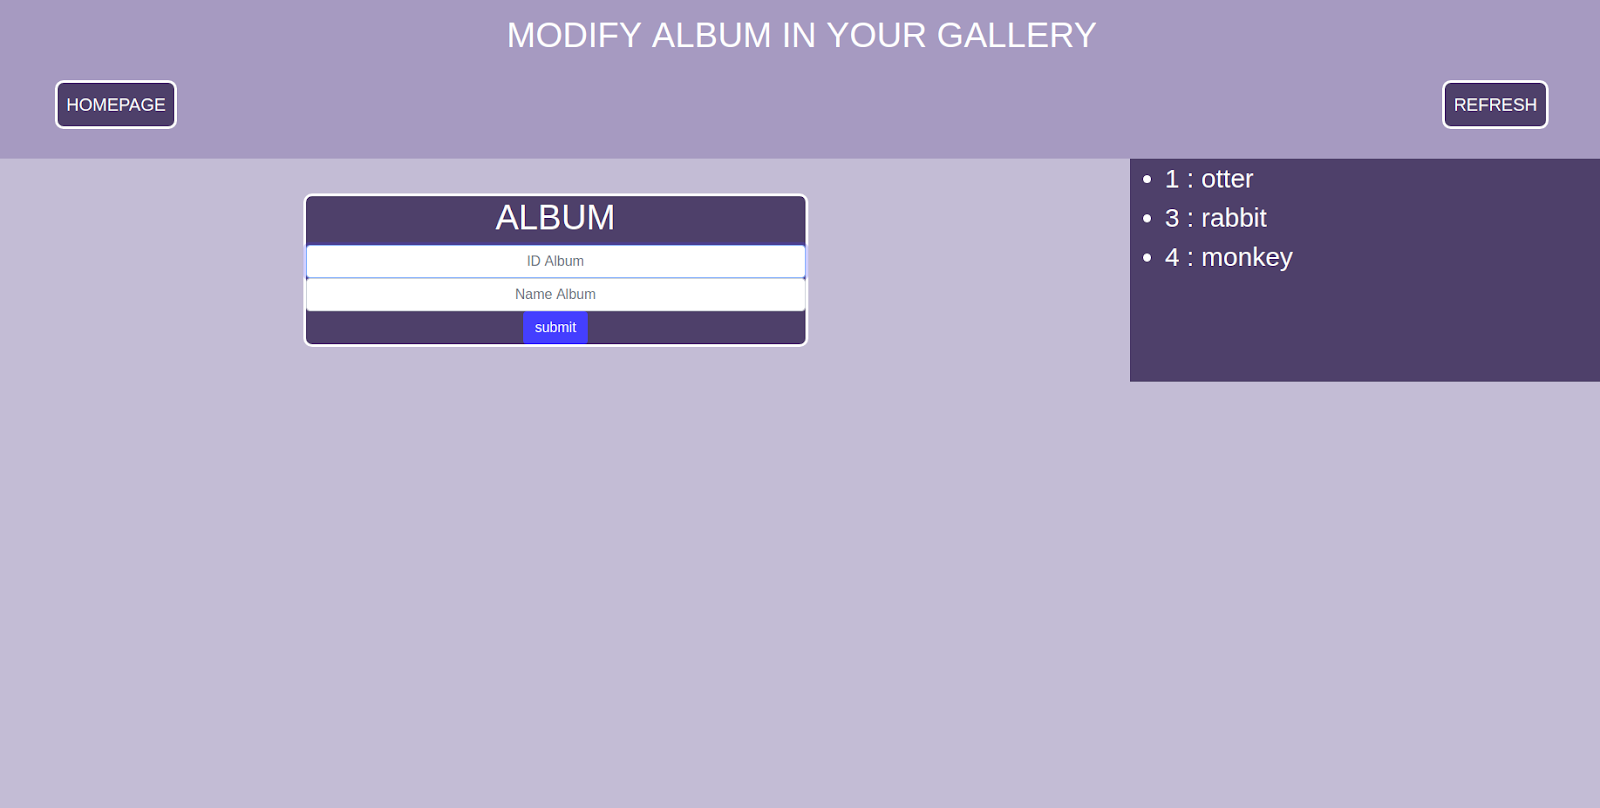 MODIFY ALBUM IN YOUR GALLERY
HOMEPAGE
REFRESH
ALBUM
ID Album
Name Album
submit
• 1 : otter
• 3 : rabbit
• 4 : monkey